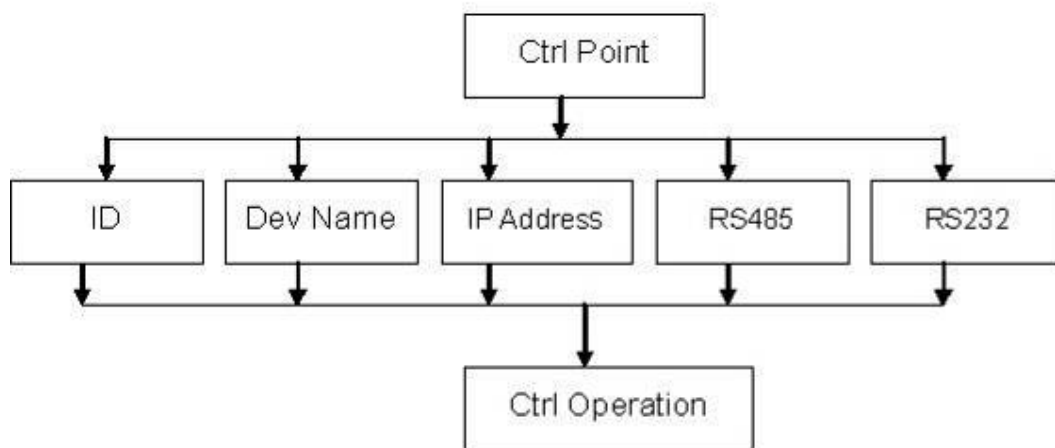 Ctrl Point
ID
Dev Name
IP Address
RS485
RS232
Ctrl Operation